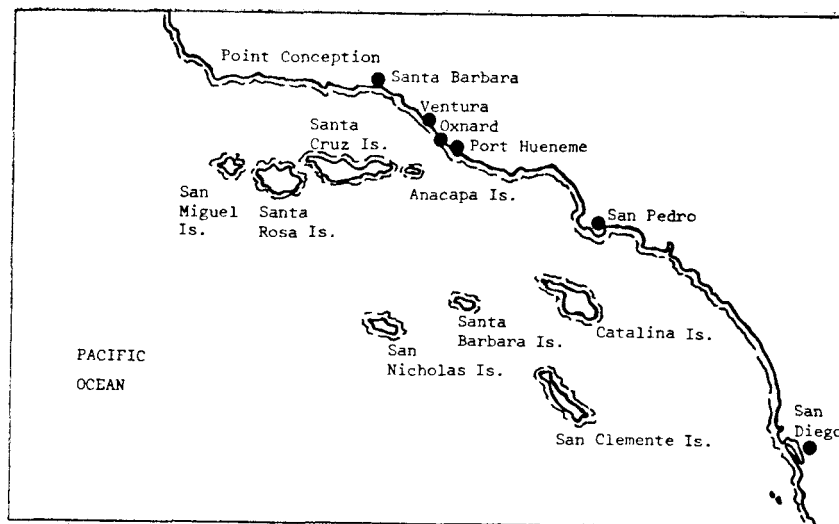 Point Conception
Santa Barbara
Ventura
Oxnard
Port Hueneme
Santa
Cruz Is.
San
Miguel
Is.
Santa
Rosa Is.
Anacapa Is.
San Pedro
Santa
Barbara Is.
Catalina Is.
San
Nicholas Is.
PACIFIC
OCEAN
San Clemente Is.
San
Diego